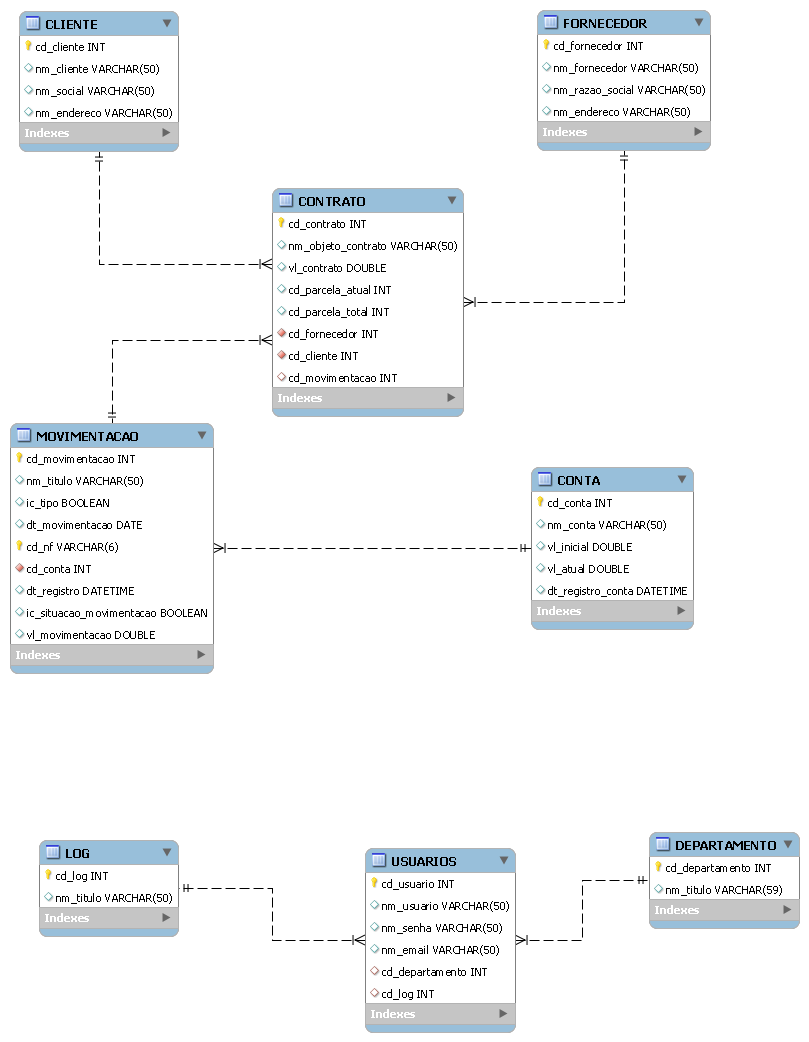 CLIENTE
cd_cliente INT
nm_cliente VARCHAR(50)
nm_social VARCHAR(50)
nm_endereco VARCHAR(50)
Indexes
FORNECEDOR
cd_fornecedor INT
nm_fornecedor VARCHAR(50)
nm_razao_social VARCHAR(50)
nm_endereco VARCHAR(50)
Indexes
CONTRATO
cd_contrato INT
nm_objeto_contrato VARCHAR(50)
vl_contrato DOUBLE
cd_parcela_atual INT
cd_parcela_total INT
cd_fornecedor INT
cd_cliente INT
cd_movimentacao INT
Indexes
MOVIMENTACAO
cd_movimentacao INT
nm_titulo VARCHAR(50)
ic_tipo BOOLEAN
dt_movimentacao DATE
cd_nf VARCHAR(6)
cd_conta INT
dt_registro DATETIME
ic_situacao_movimentacao BOOLEAN
vl_movimentacao DOUBLE
Indexes
CONTA
cd_conta INT
nm_conta VARCHAR(50)
vl_inicial DOUBLE
vl_atual DOUBLE
dt_registro_conta DATETIME
Indexes
LOG
cd_log INT
nm_titulo VARCHAR(50)
Indexes
USUARIOS
cd_usuario INT
nm_usuario VARCHAR(50)
nm_senha VARCHAR(50)
nm_email VARCHAR(50)
cd_departamento INT
cd_log INT
Indexes
DEPARTAMENTO
cd_departamento INT
nm_titulo VARCHAR(59)
Indexes